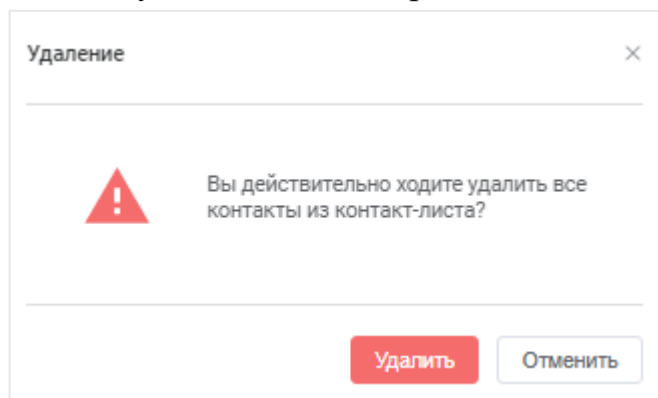 Удаление
Вы действительно ходите удалить все
контакты из контакт-листа?
Удалить Отменить